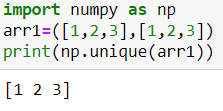 import numpy as np
arr1=([1,2,3],[1,2,3])
print(np.unique(arr1))
[1 2 3]